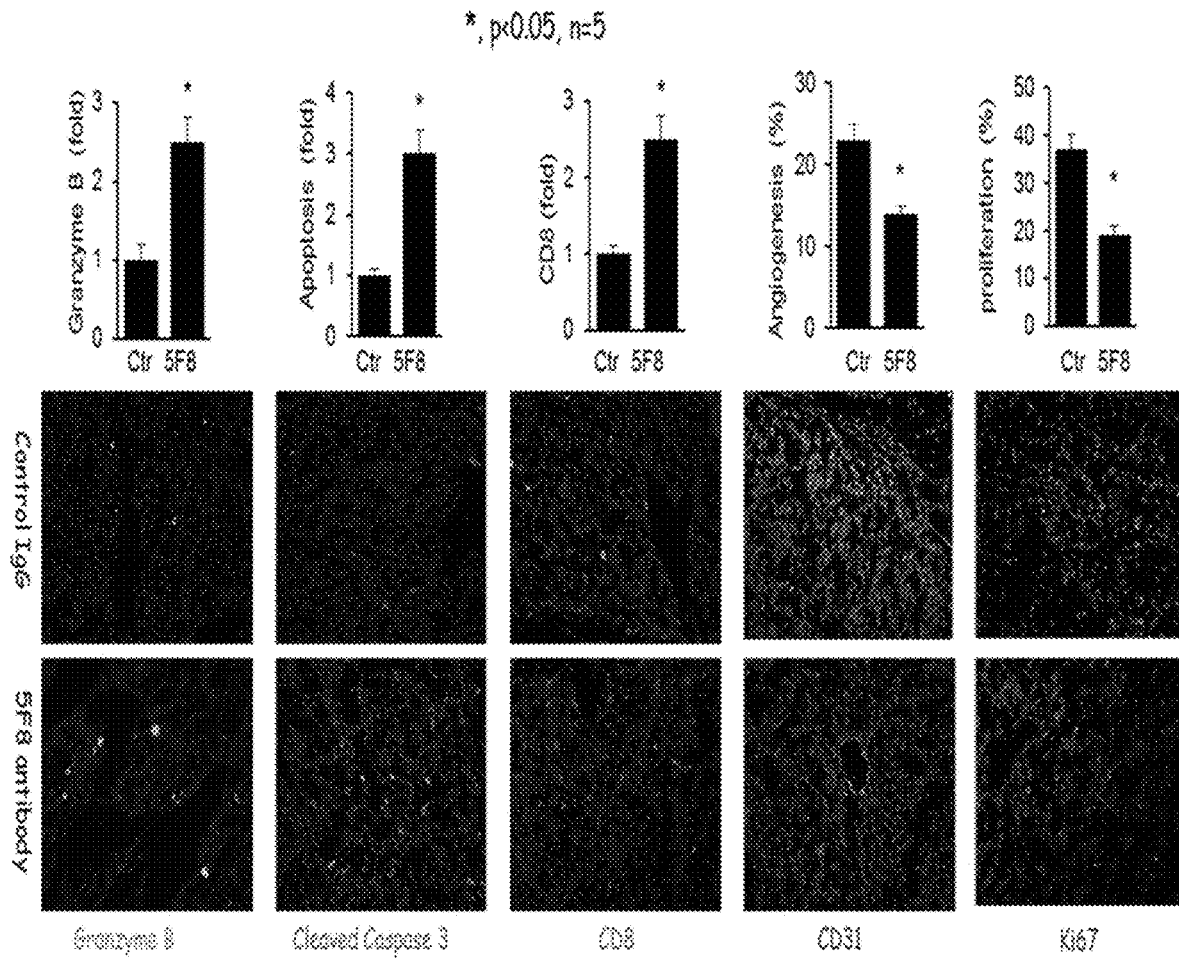 *, p<0.05, n=5
Granzyme B (fold)
3
2
1
0
*
Ctr 5F8
Apoptosis (fold)
4
3
2
1
0
*
Ctr 5F8
CD8 (fold)
3
2
1
0
*
Ctr 5F8
Angiogenesis (%)
30
20
10
0
*
Ctr 5F8
proliferation (%)
50
40
30
20
10
0
*
Ctr 5F8
Control IgG
5F8 antibody
Granzyme B
Cleaved Caspase 3
CD8
CD31
Ki67